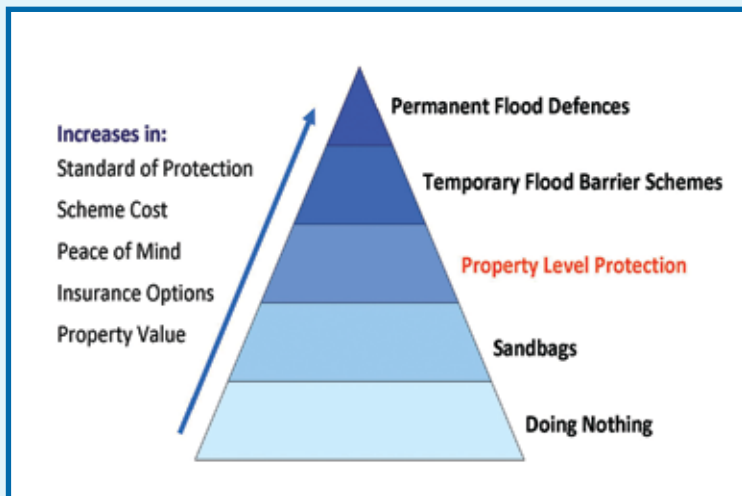 Increases in:
Standard of Protection
Scheme Cost
Peace of Mind
Insurance Options
Property Value
Permanent Flood Defences
Temporary Flood Barrier Schemes
Property Level Protection
Sandbags
Doing Nothing